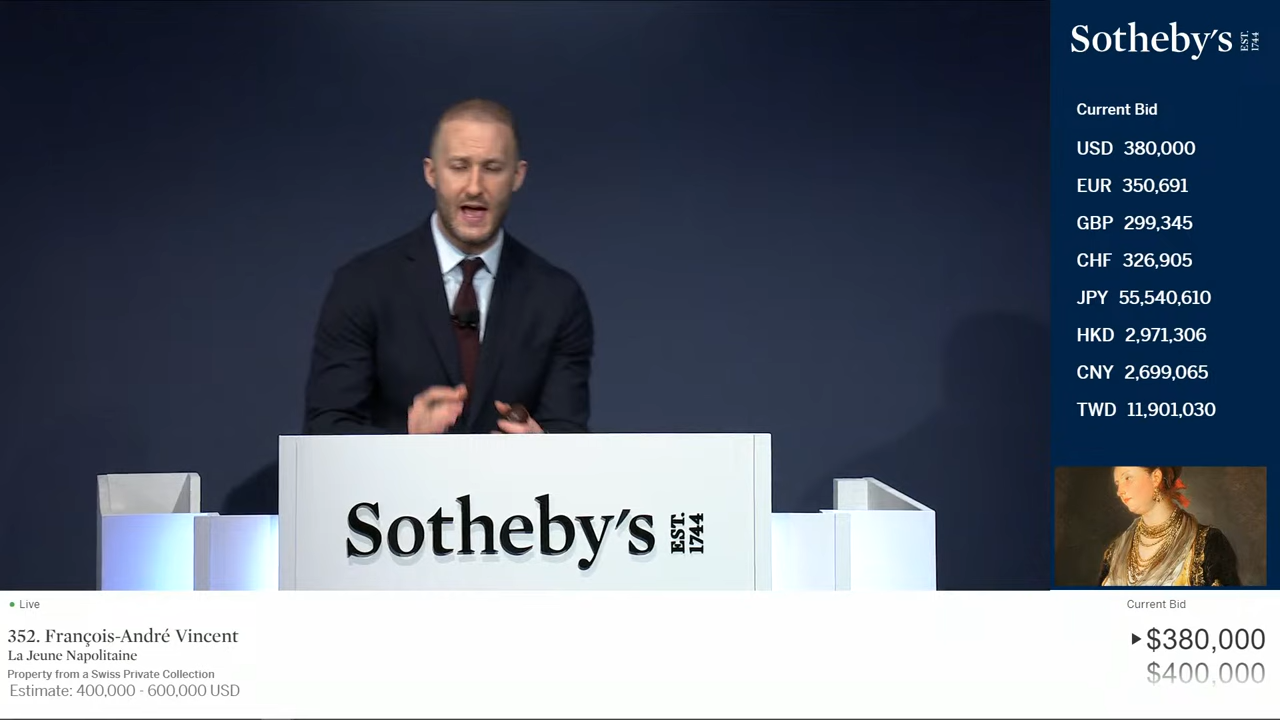 Sotheby's EST. 1744
Current Bid
USD 380,000
EUR 350,691
GBP 299,345
CHF 326,905
JPY 55,540,610
HKD 2,971,306
CNY 2,699,065
TWD 11,901,030
Sotheby's EST. 1744
Live
352. François-André Vincent
La Jeune Napolitaine
Property from a Swiss Private Collection
Estimate: 400,000 - 600,000 USD
Current Bid
$380,000
$400,000